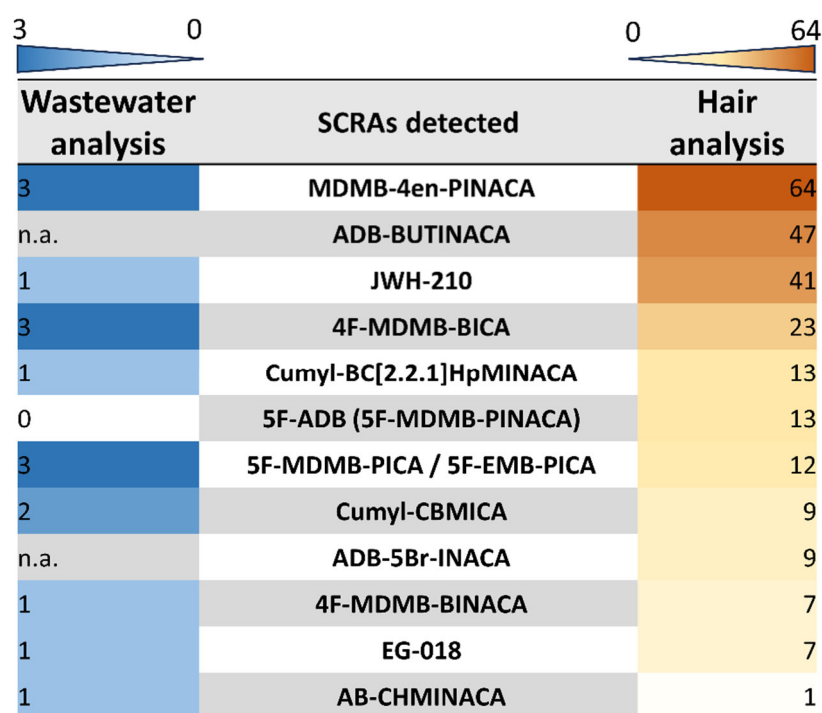 3 0 0 64
Wastewater analysis SCRAs detected Hair analysis
3 MDMB-4en-PINACA 64
n.a. ADB-BUTINACA 47
1 JWH-210 41
3 4F-MDMB-BICA 23
1 Cumyl-BC[2.2.1]HpMINACA 13
0 5F-ADB (5F-MDMB-PINACA) 13
3 5F-MDMB-PICA / 5F-EMB-PICA 12
2 Cumyl-CBMICA 9
n.a. ADB-5Br-INACA 9
1 4F-MDMB-BINACA 7
1 EG-018 7
1 AB-CHMINACA 1